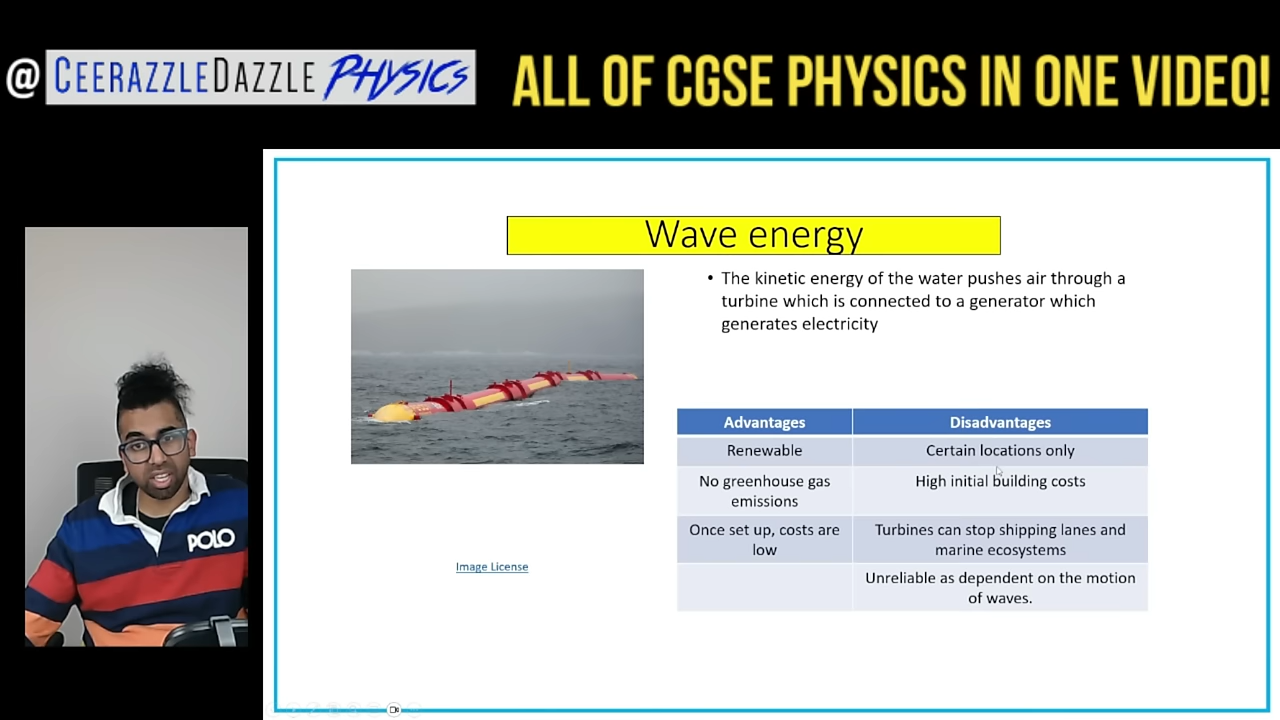 @ CEERAZZLEDAZZLE PHYSICS
ALL OF CGSE PHYSICS IN ONE VIDEO!
Wave energy
• The kinetic energy of the water pushes air through a
turbine which is connected to a generator which
generates electricity
Advantages
Disadvantages
Renewable
Certain locations only
No greenhouse gas
emissions
High initial building costs
Once set up, costs are
low
Turbines can stop shipping lanes and
marine ecosystems
Unreliable as dependent on the motion
of waves.
Image License
POLO